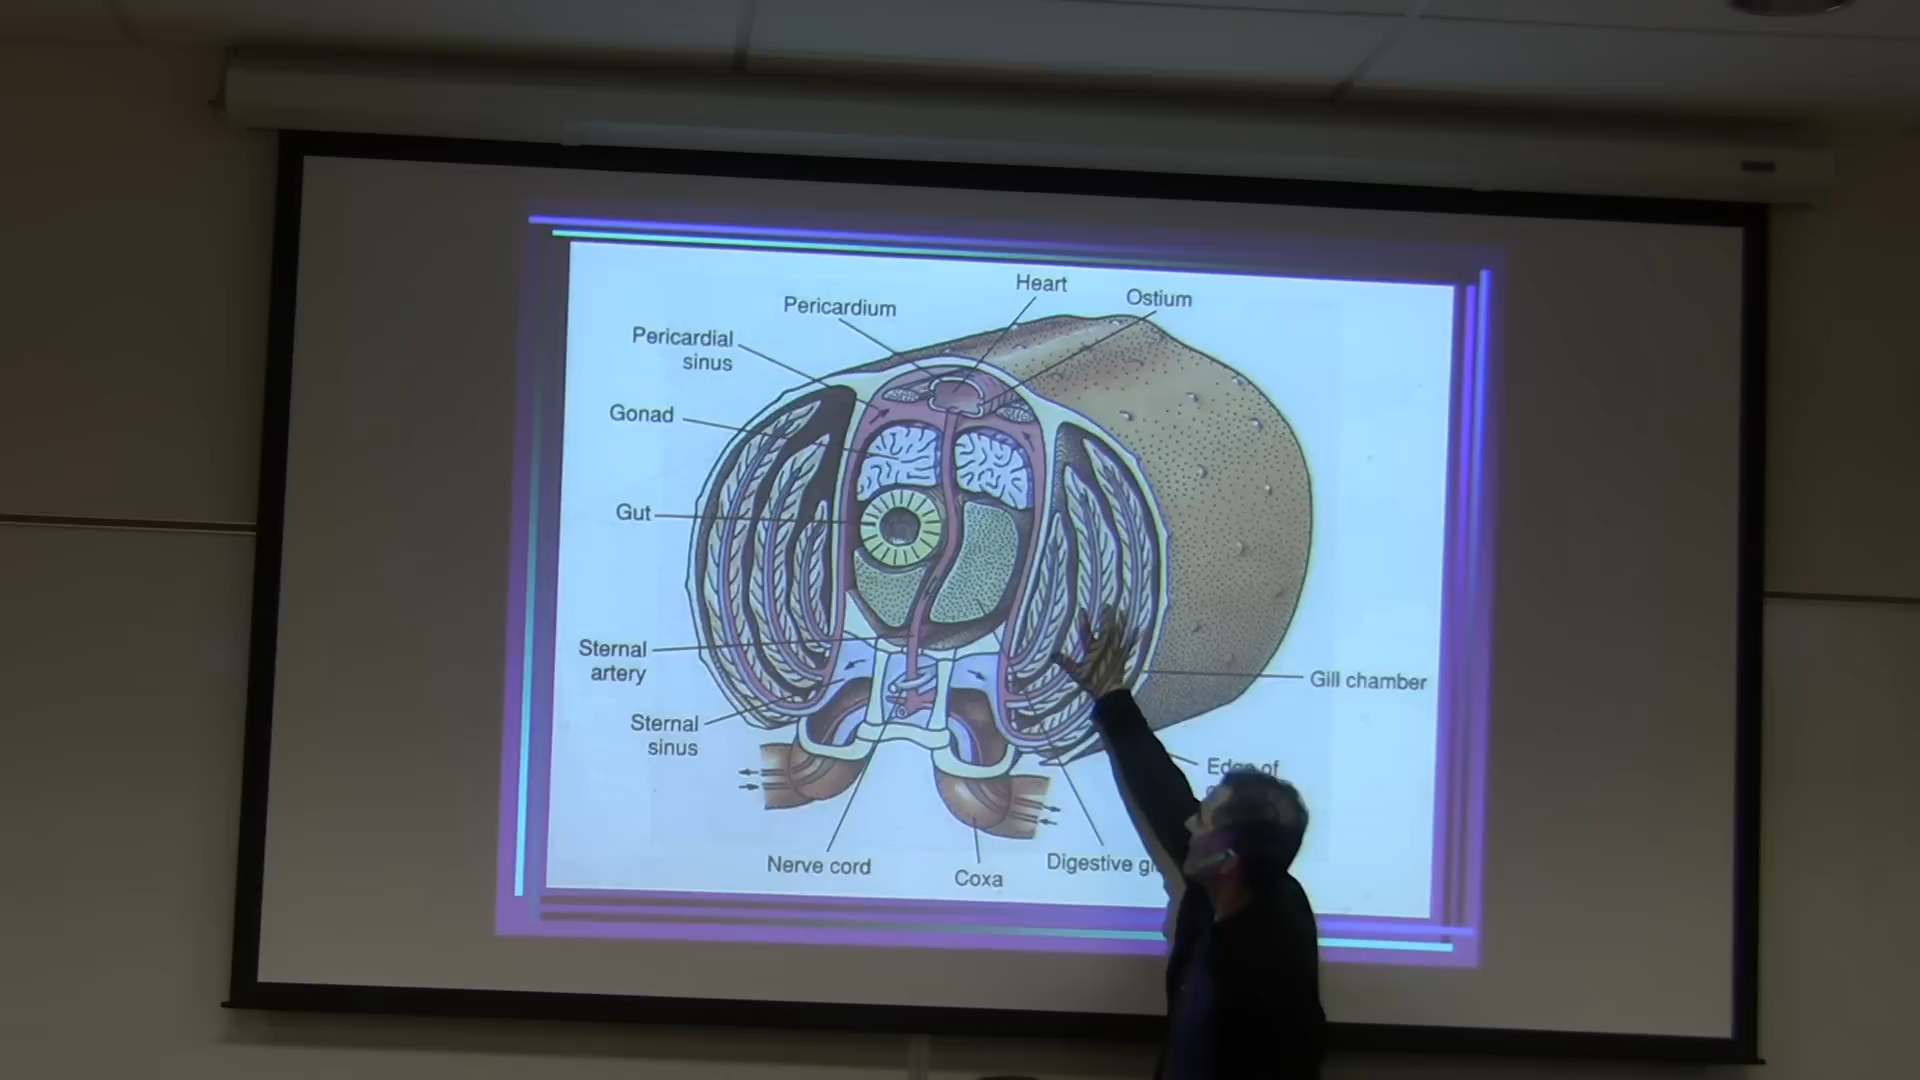 Heart
Ostium
Pericardium
Pericardial
sinus
Gonad
Gut
Sternal
artery
Sternal
sinus
Gill chamber
Edge of
Nerve cord
Coxa
Digestive